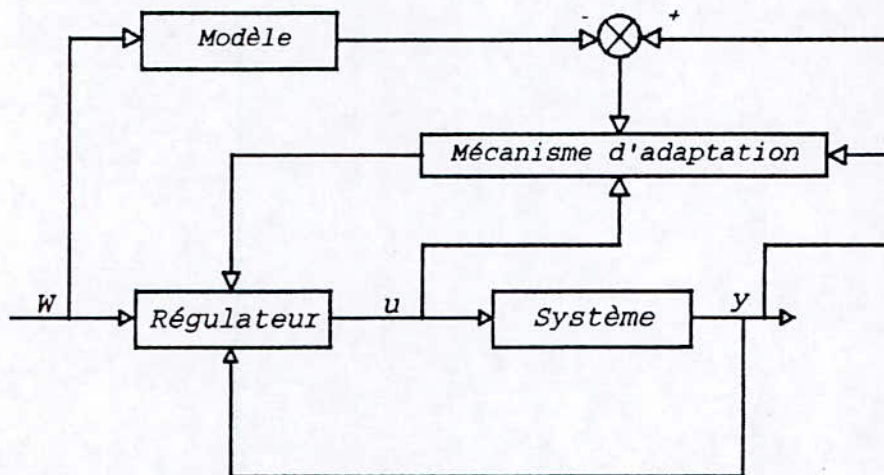 - +
Modèle
Mécanisme d'adaptation
W
Régulateur
u
Système
y